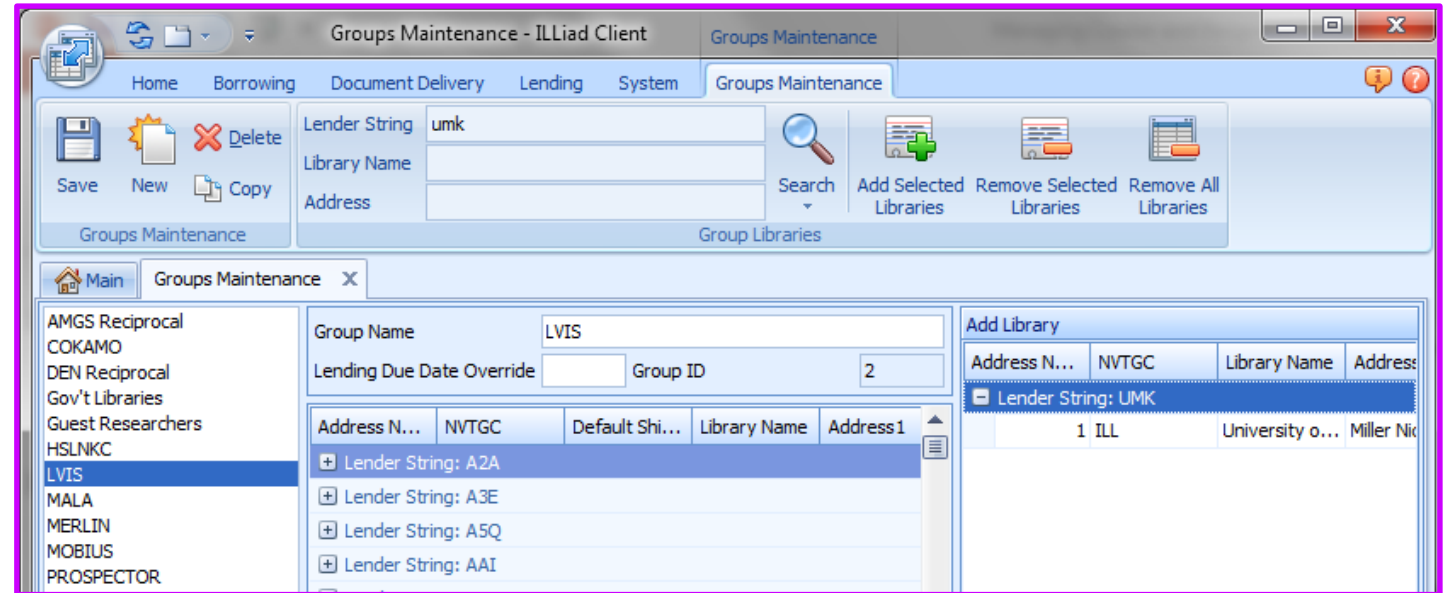 Groups Maintenance - ILLiad Client
Groups Maintenance
Home Borrowing Document Delivery Lending System Groups Maintenance
Save
New
Delete
Copy
Groups Maintenance
Lender String umk
Library Name
Address
Search
Add Selected Libraries
Remove Selected Libraries
Remove All Libraries
Group Libraries
Main Groups Maintenance X
AMGS Reciprocal
COKAMO
DEN Reciprocal
Gov't Libraries
Guest Researchers
HSLNKC
LVIS
MALA
MERLIN
MOBIUS
PROSPECTOR
Group Name LVIS
Lending Due Date Override Group ID 2
Address N... NVTGC Default Shi... Library Name Address1
Lender String: A2A
Lender String: A3E
Lender String: A5Q
Lender String: AAI
Add Library
Address N... NVTGC Library Name Address
Lender String: UMK
1 ILL University o... Miller Nic